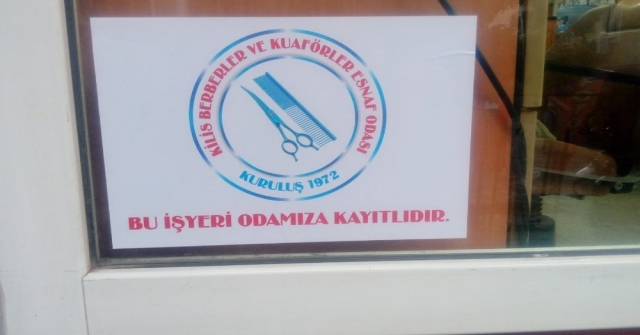 KİLİS BERBERLER VE KUAFÖRLER ESNAF ODASI
KURULUŞ 1972
BU İŞYERİ ODAMIZA KAYITLIDIR.